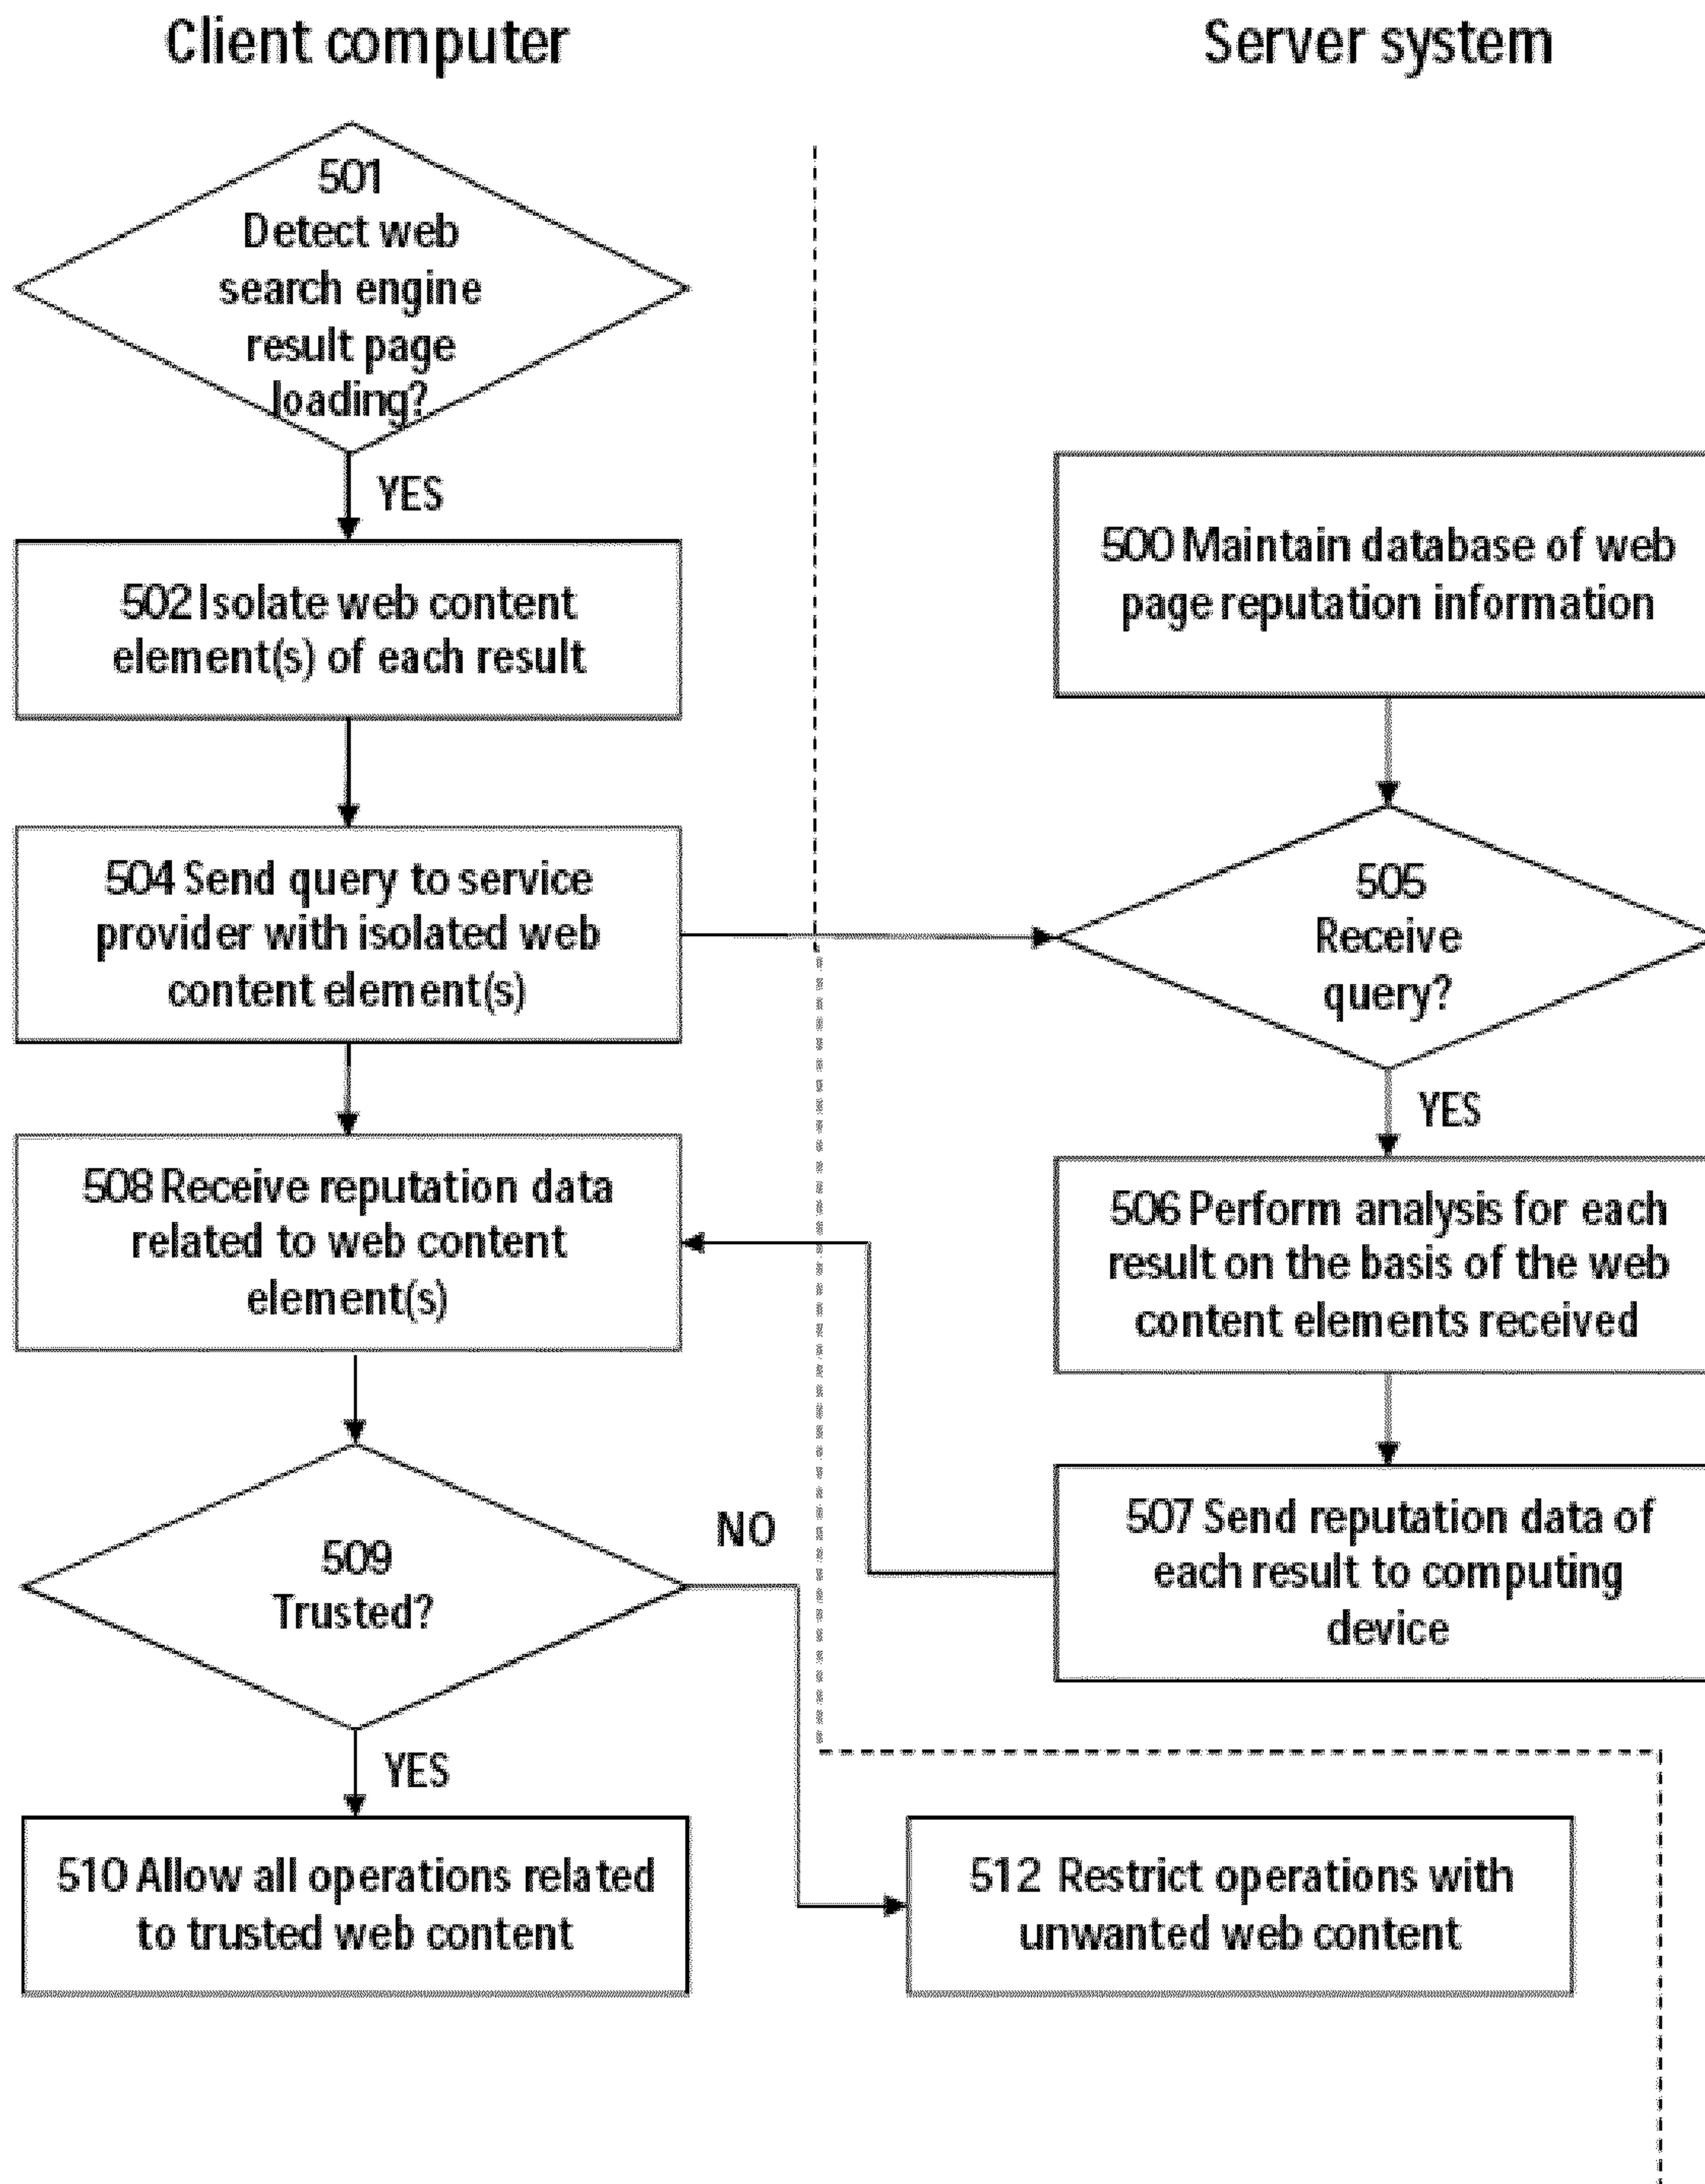 Client computer
Server system
501
Detect web
search engine
result page
loading?
YES
502 Isolate web content
element(s) of each result
504 Send query to service
provider with isolated web
content element(s)
508 Receive reputation data
related to web content
element(s)
509
Trusted?
NO
YES
510 Allow all operations related
to trusted web content
500 Maintain database of web
page reputation information
505
Receive
query?
YES
506 Perform analysis for each
result on the basis of the web
content elements received
507 Send reputation data of
each result to computing
device
512 Restrict operations with
unwanted web content